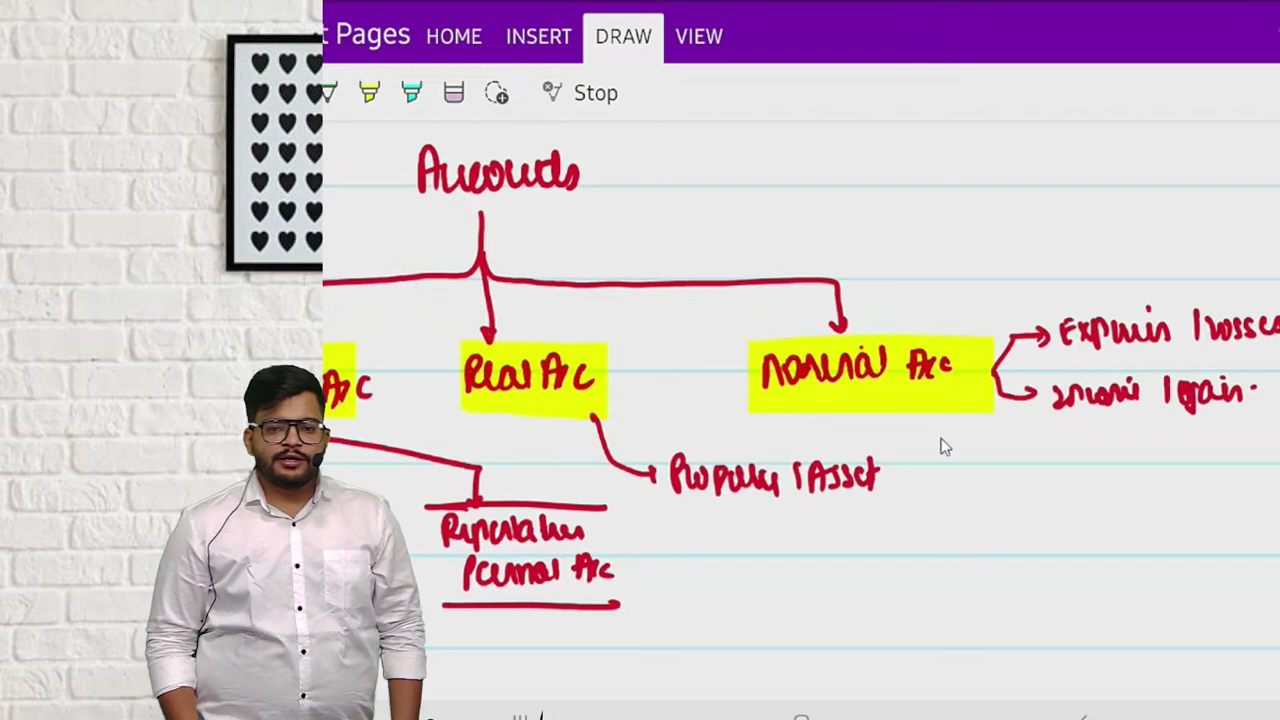 t Pages HOME INSERT DRAW VIEW
Stop
Accounts
A/c
Real A/c
Nominal A/c
Expenses / Losses
Income / gain
Property / Asset
Representative
Personal A/c